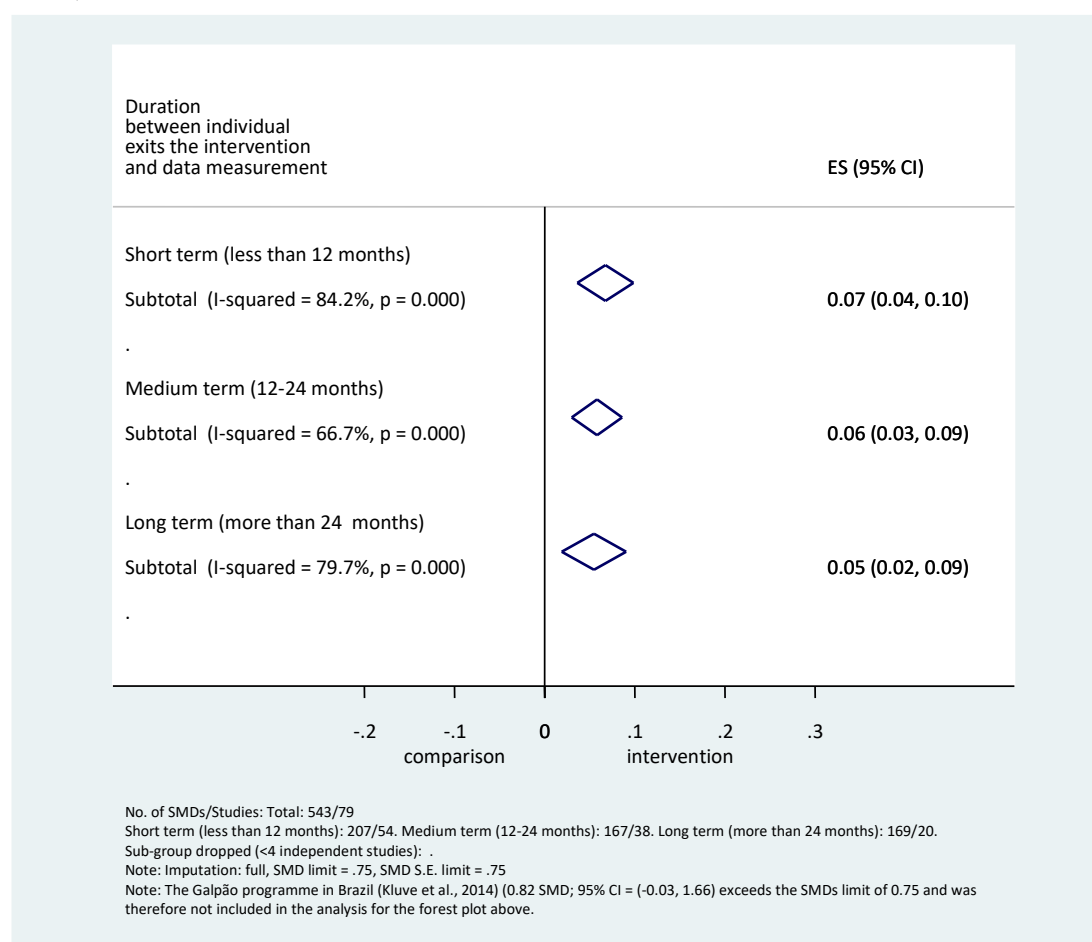 Duration
between individual
exits the intervention
and data measurement
ES (95% CI)
Short term (less than 12 months)
Subtotal (I-squared = 84.2%, p = 0.000)
0.07 (0.04, 0.10)
.
Medium term (12-24 months)
Subtotal (I-squared = 66.7%, p = 0.000)
0.06 (0.03, 0.09)
.
Long term (more than 24 months)
Subtotal (I-squared = 79.7%, p = 0.000)
0.05 (0.02, 0.09)
.
-.2 -.1 0 .1 .2 .3
comparison intervention
No. of SMDs/Studies: Total: 543/79
Short term (less than 12 months): 207/54. Medium term (12-24 months): 167/38. Long term (more than 24 months): 169/20.
Sub-group dropped (<4 independent studies): .
Note: Imputation: full, SMD limit = .75, SMD S.E. limit = .75
Note: The Galpão programme in Brazil (Kluve et al., 2014) (0.82 SMD; 95% CI = (-0.03, 1.66) exceeds the SMDs limit of 0.75 and was
therefore not included in the analysis for the forest plot above.